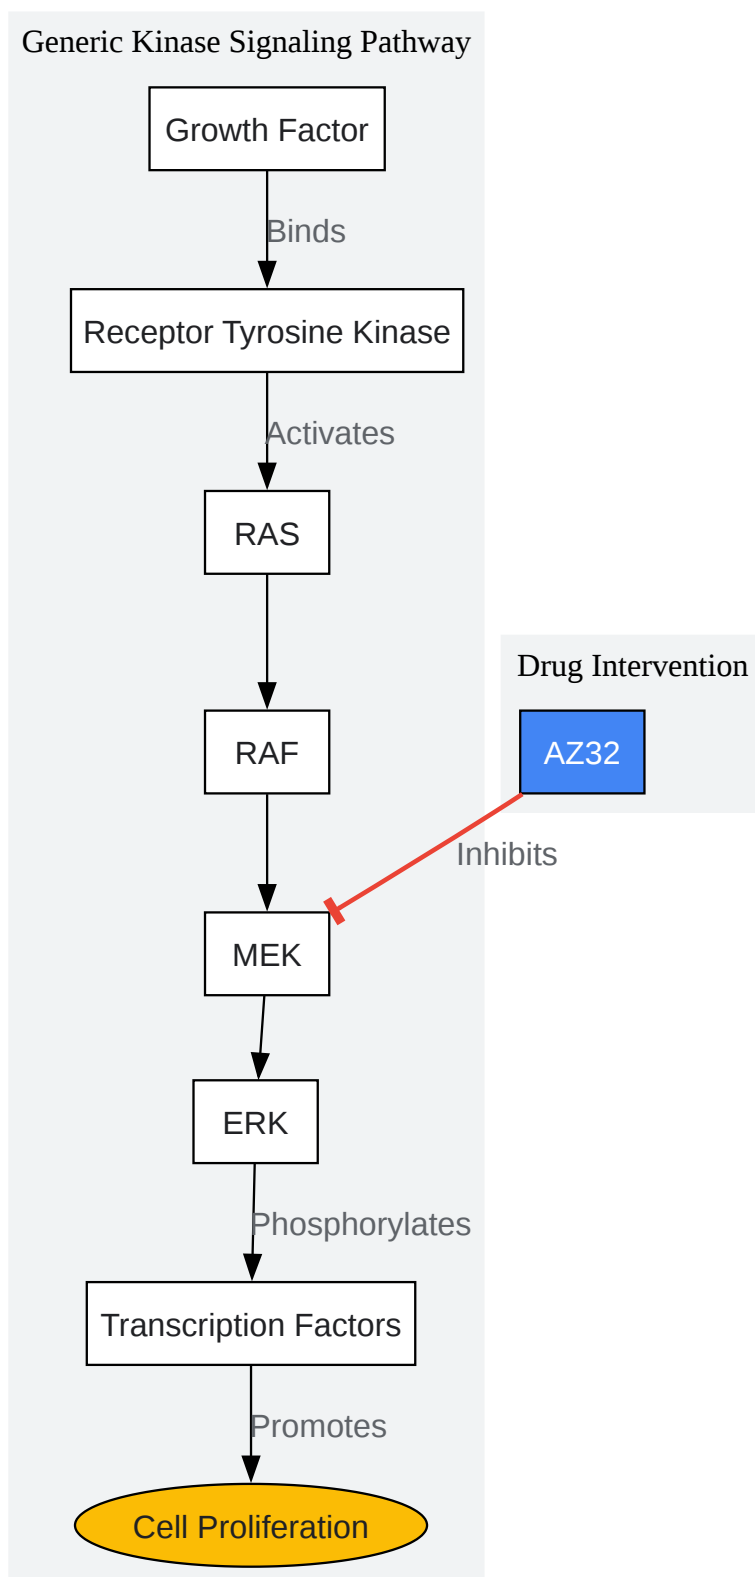 Generic Kinase Signaling Pathway
Growth Factor
Binds
Receptor Tyrosine Kinase
Activates
RAS
Drug Intervention
RAF
AZ32
Inhibits
MEK
ERK
Phosphorylates
Transcription Factors
Promotes
Cell Proliferation